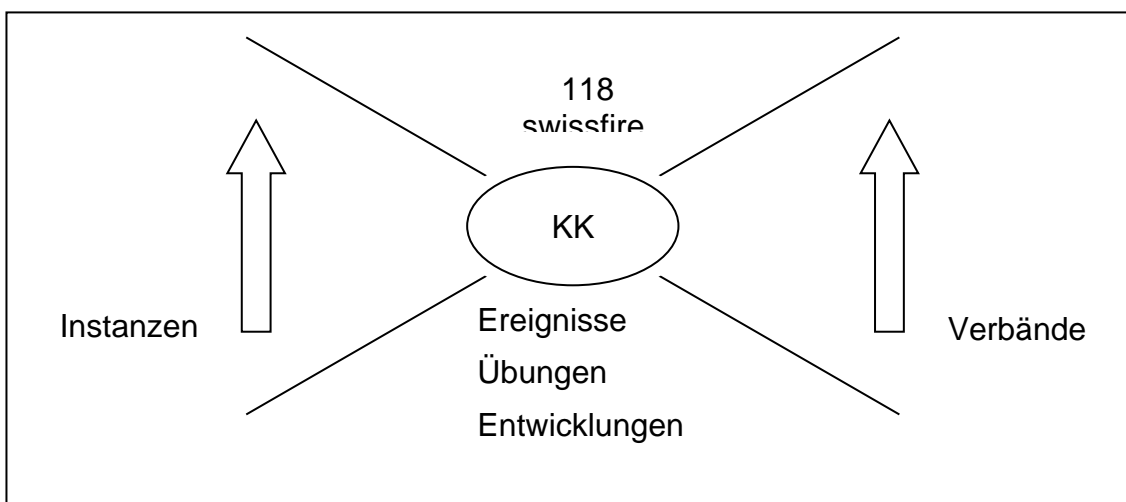 118
swissfire
KK
Instanzen
Ereignisse
Übungen
Entwicklungen
Verbände